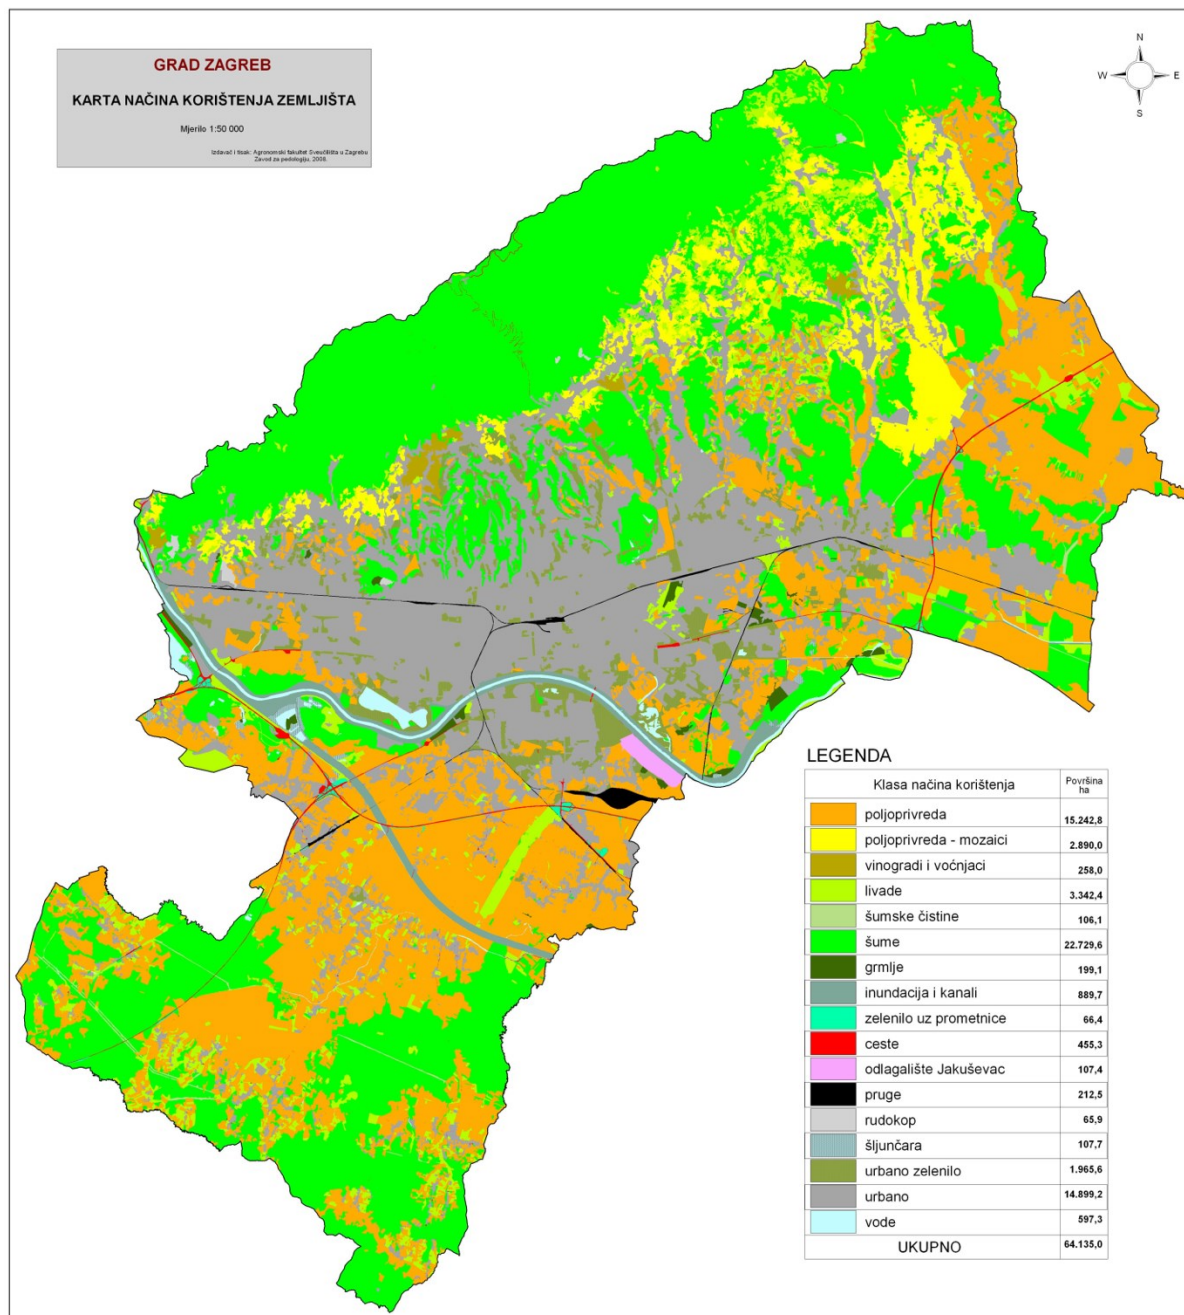 GRAD ZAGREB
KARTA NAČINA KORIŠTENJA ZEMLJIŠTA
Mjerilo 1:50 000
Izdavač i tisak: Agronomski fakultet Sveučilišta u Zagrebu
Zavod za pedologiju, 2008.
N
W E
S
LEGENDA
Klasa načina korištenja Površina ha
poljoprivreda 15.242,8
poljoprivreda - mozaici 2.890,0
vinogradi i voćnjaci 258,0
livade 3.342,4
šumske čistine 106,1
šume 22.729,6
grmlje 199,1
inundacija i kanali 889,7
zelenilo uz prometnice 66,4
ceste 455,3
odlagalište Jakuševac 107,4
pruge 212,5
rudokop 65,9
šljunčara 107,7
urbano zelenilo 1.965,6
urbano 14.899,2
vode 597,3
UKUPNO 64.135,0